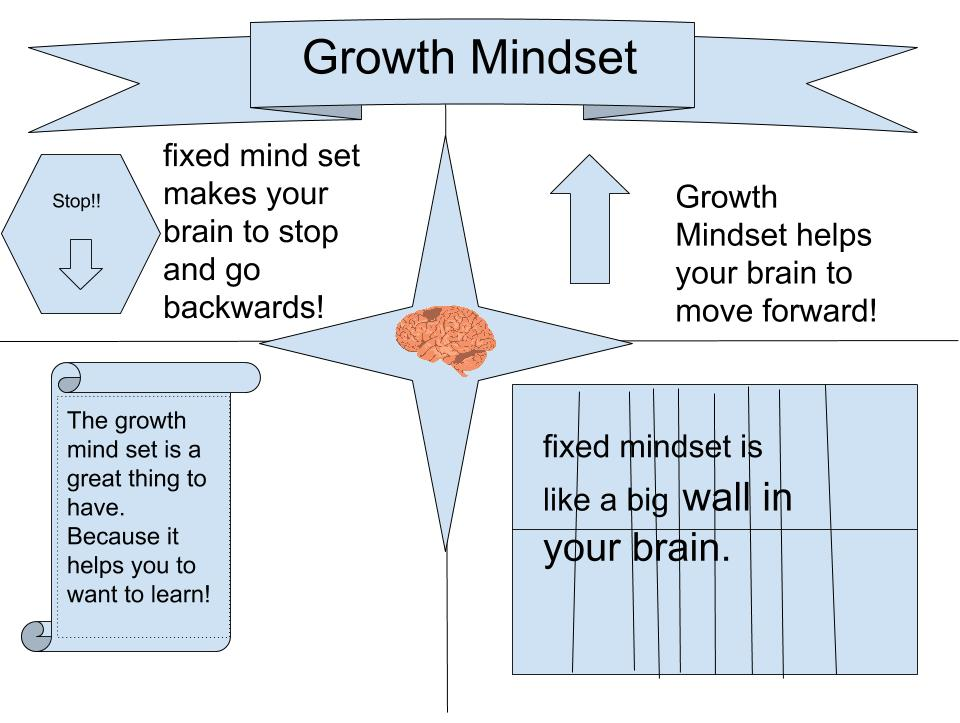 Growth Mindset
Stop!!
fixed mind set
makes your
brain to stop
and go
backwards!
Growth
Mindset helps
your brain to
move forward!
The growth
mind set is a
great thing to
have.
Because it
helps you to
want to learn!
fixed mindset is
like a big wall in
your brain.